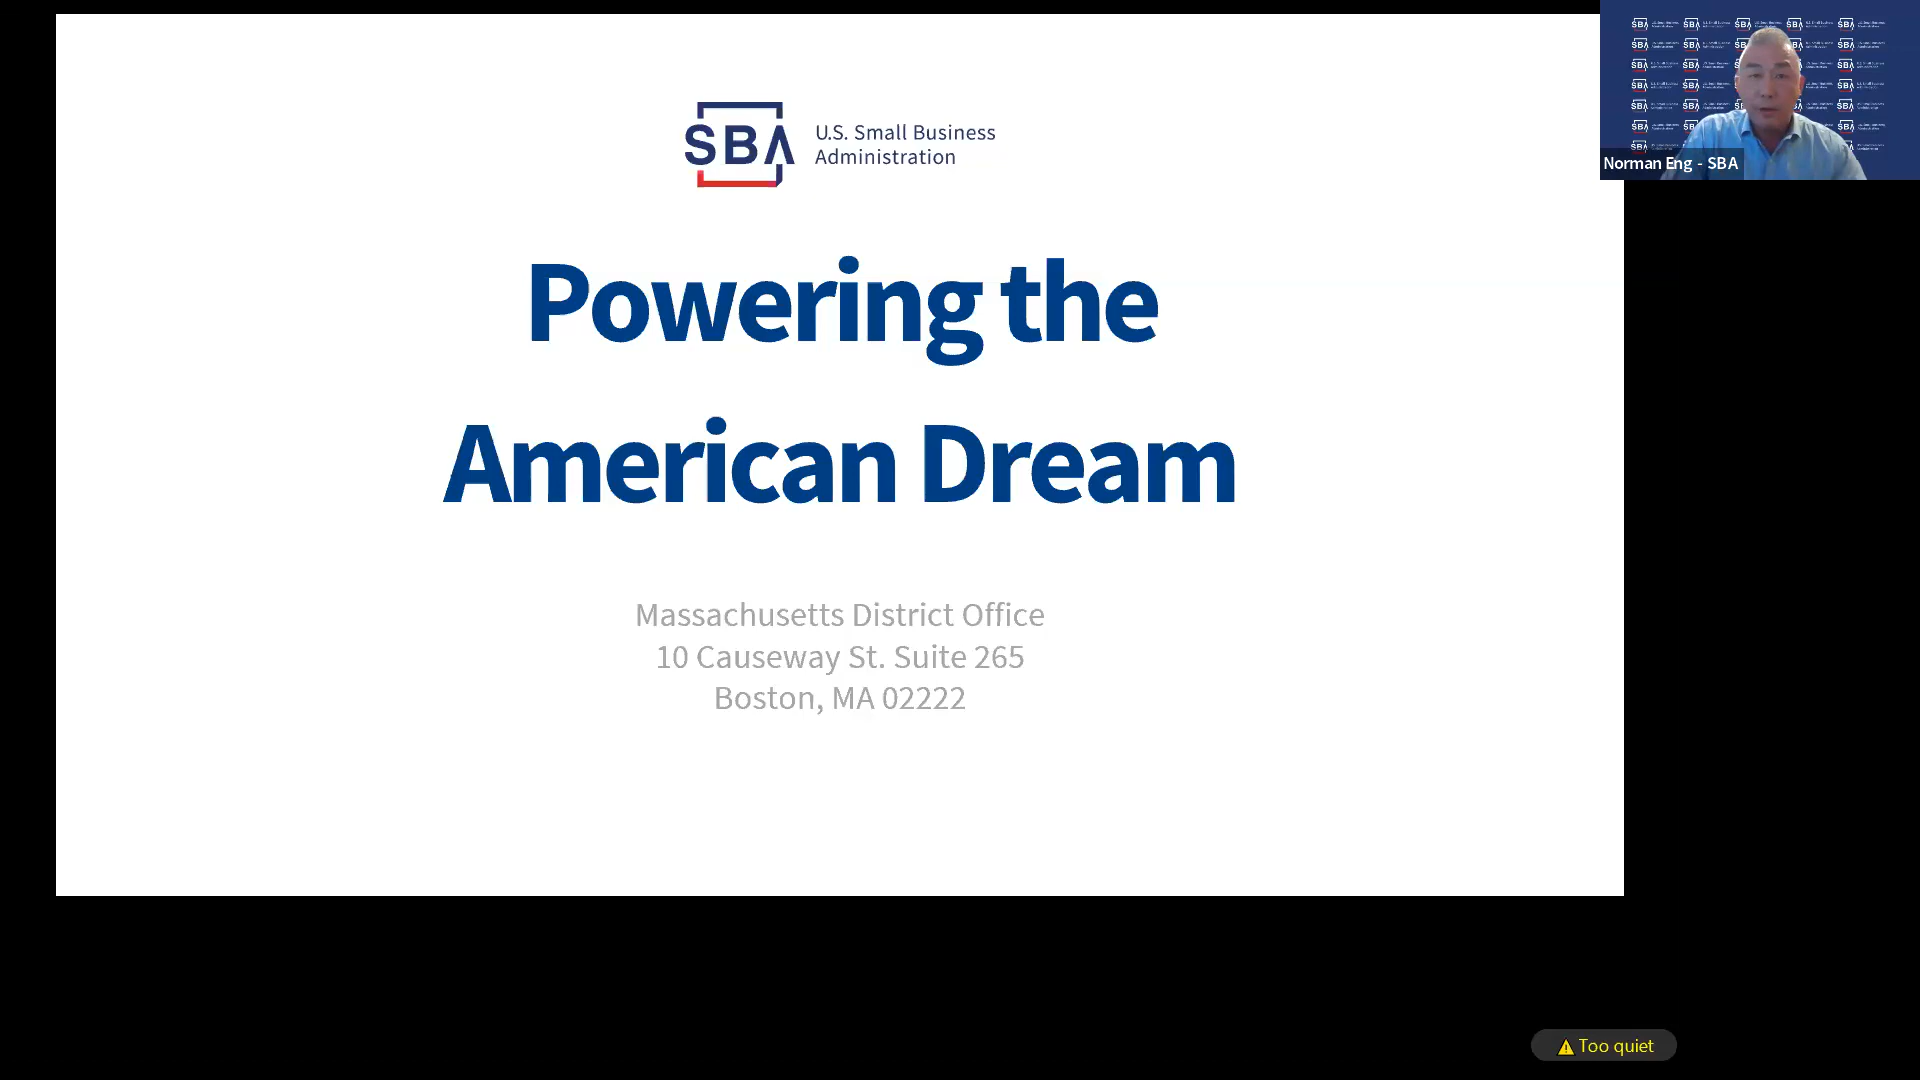 SBA
U.S. Small Business
Administration
Powering the
American Dream
Massachusetts District Office
10 Causeway St. Suite 265
Boston, MA 02222
Norman Eng - SBA
Too quiet